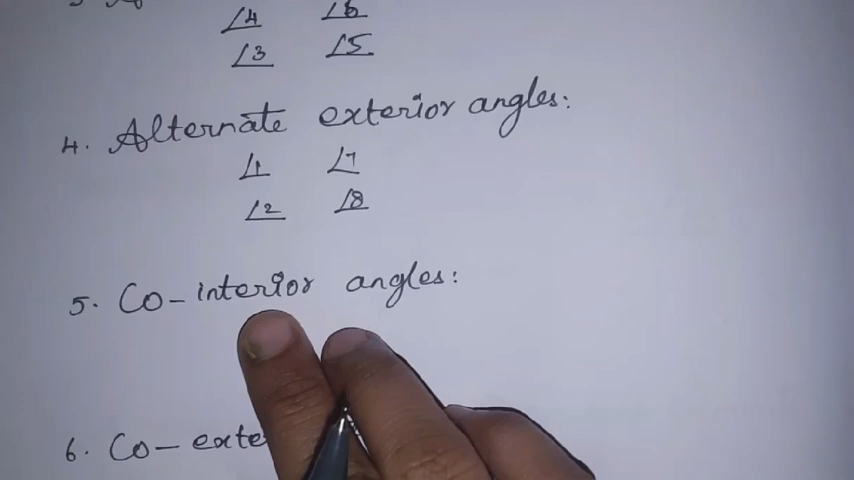 ∠4 ∠6
∠3 ∠5
4. Alternate exterior angles:
∠1 ∠7
∠2 ∠8
5. Co-interior angles:
6. Co-exte